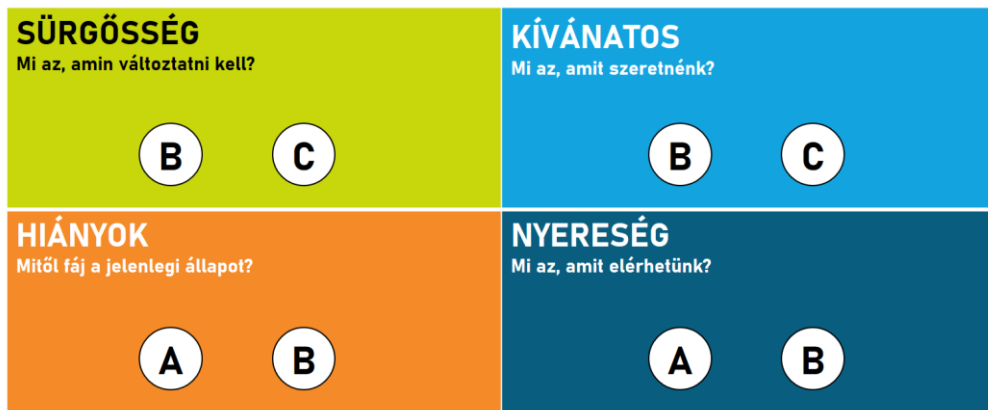 SÜRGŐSSÉG
Mi az, amin változtatni kell?
B C
KÍVÁNATOS
Mi az, amit szeretnénk?
B C
HIÁNYOK
Mitől fáj a jelenlegi állapot?
A B
NYERESÉG
Mi az, amit elérhetünk?
A B